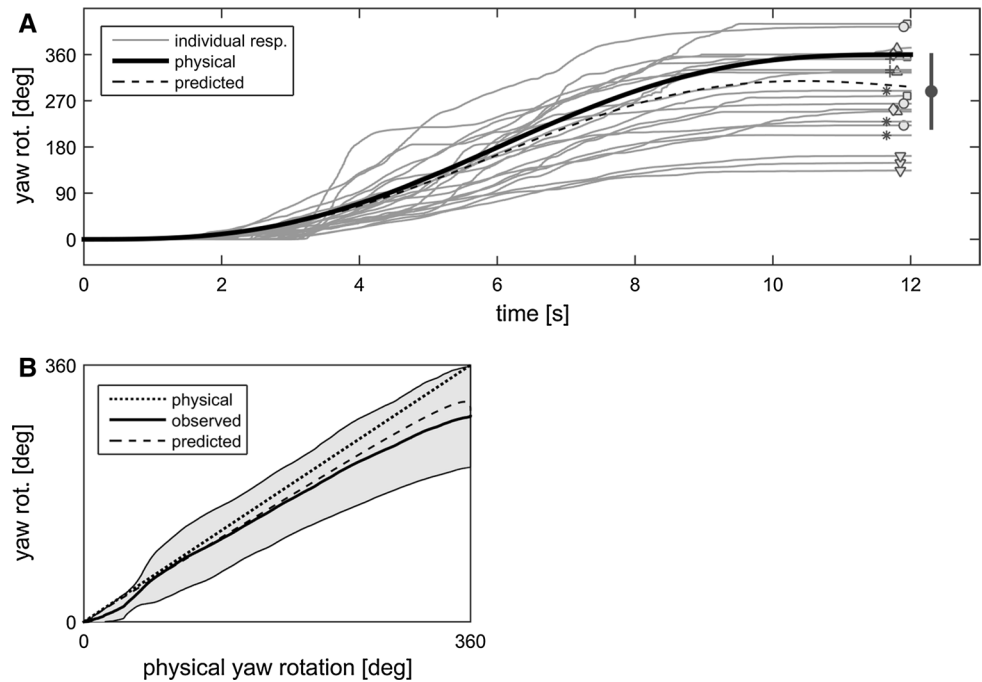 A
individual resp.
physical
predicted
yaw rot. [deg]
360
270
180
90
0
0 2 4 6 8 10 12
time [s]
B
360
physical
observed
predicted
yaw rot. [deg]
0
0 360
physical yaw rotation [deg]